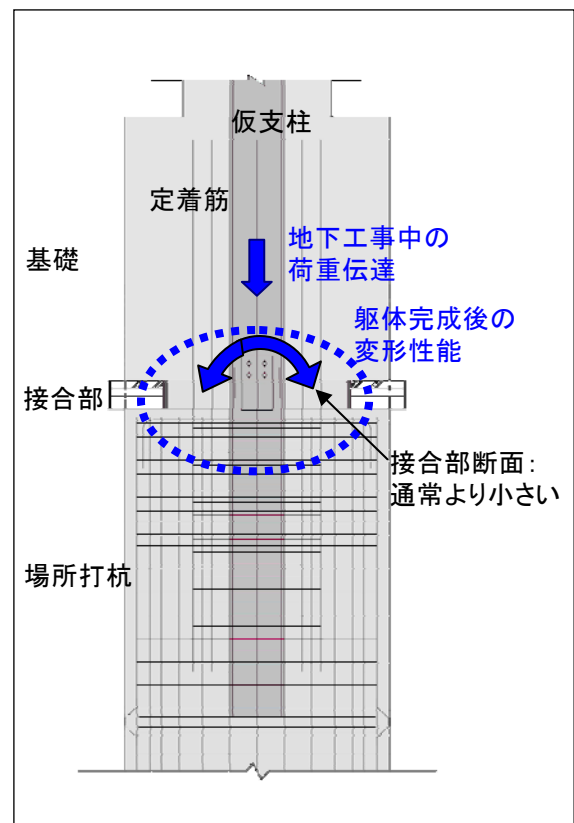 仮支柱
定着筋
地下工事中の
荷重伝達
基礎
躯体完成後の
変形性能
接合部
接合部断面:
通常より小さい
場所打杭